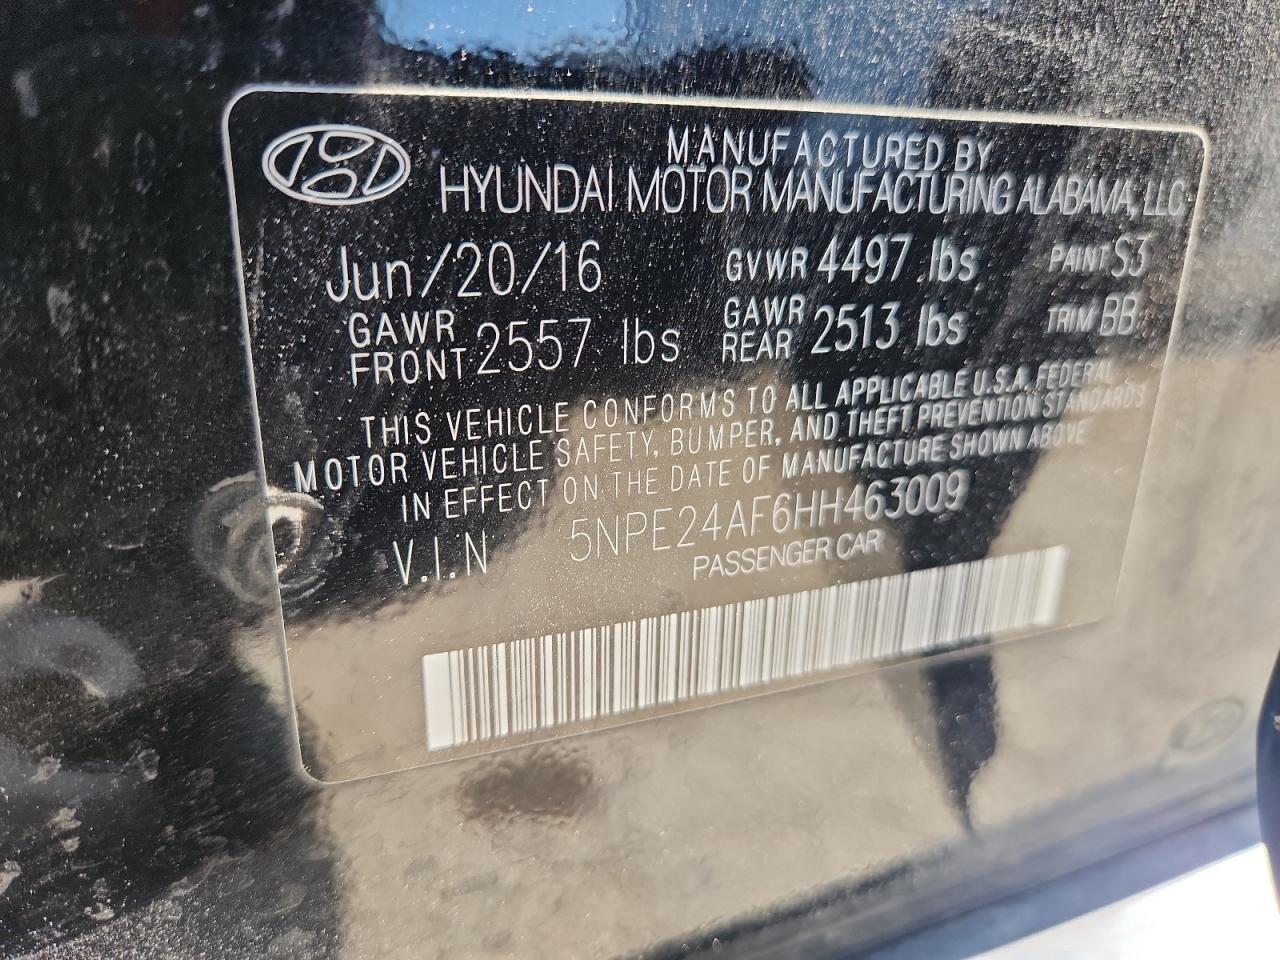 MANUFACTURED BY
HYUNDAI MOTOR MANUFACTURING ALABAMA, LLC
Jun/20/16 GVWR 4497 lbs PAINT S3
GAWR FRONT 2557 lbs GAWR REAR 2513 lbs TRIM BB
THIS VEHICLE CONFORMS TO ALL APPLICABLE U.S.A. FEDERAL
MOTOR VEHICLE SAFETY, BUMPER, AND THEFT PREVENTION STANDARDS
IN EFFECT ON THE DATE OF MANUFACTURE SHOWN ABOVE
V.I.N 5NPE24AF6HH463009
PASSENGER CAR